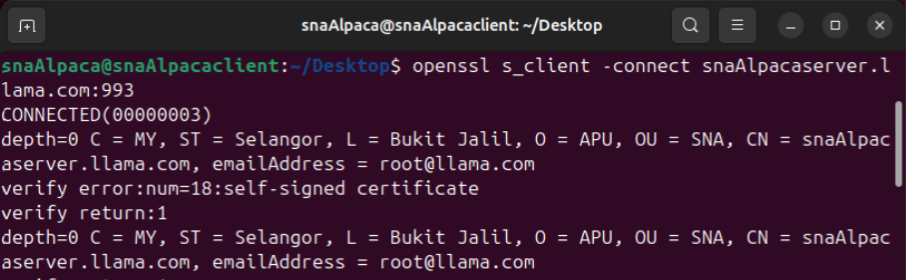 snaAlpaca@snaAlpacaclient: ~/Desktop
snaAlpaca@snaAlpacaclient:~/Desktop$ openssl s_client -connect snaAlpacaserver.l
lama.com:993
CONNECTED(00000003)
depth=0 C = MY, ST = Selangor, L = Bukit Jalil, O = APU, OU = SNA, CN = snaAlpac
aserver.llama.com, emailAddress = root@llama.com
verify error:num=18:self-signed certificate
verify return:1
depth=0 C = MY, ST = Selangor, L = Bukit Jalil, O = APU, OU = SNA, CN = snaAlpac
aserver.llama.com, emailAddress = root@llama.com